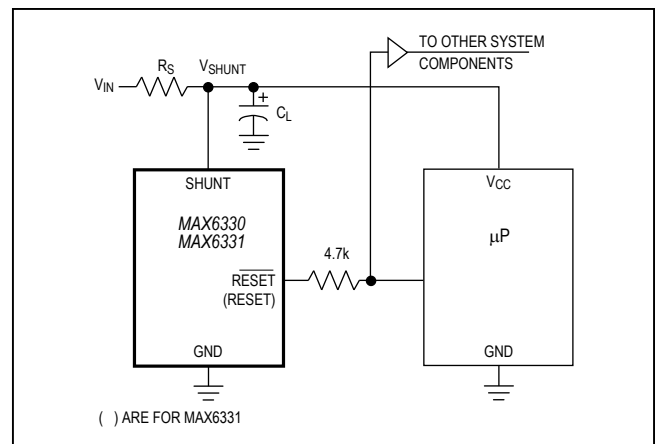 TO OTHER SYSTEM
COMPONENTS
RS
VSHUNT
VIN
+
CL
SHUNT
VCC
MAX6330
MAX6331
μP
4.7k
RESET
(RESET)
GND
GND
( ) ARE FOR MAX6331